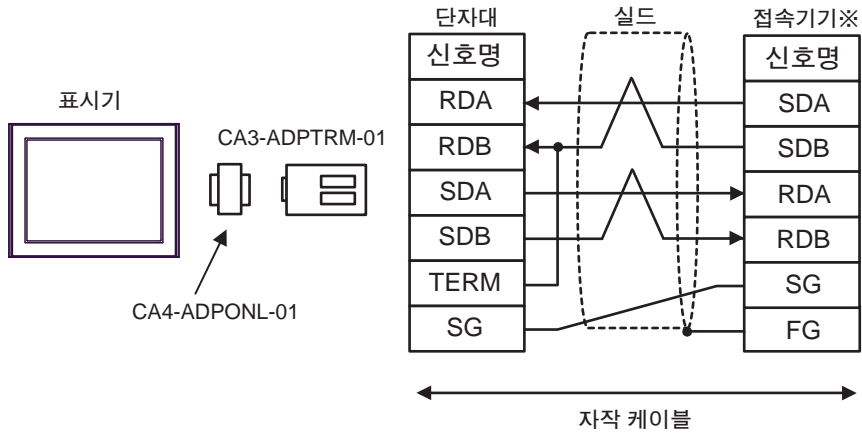 단자대
실드
접속기기※
신호명
신호명
표시기
RDA
SDA
CA3-ADPTRM-01
RDB
SDB
SDA
RDA
SDB
RDB
TERM
SG
CA4-ADPONL-01
SG
FG
자작 케이블